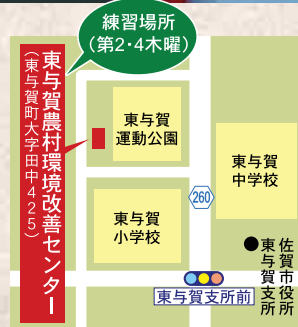 練習場所
（第2・4木曜）
東与賀農村環境改善センター
（東与賀町大字田中425）
東与賀
運動公園
東与賀
中学校
260
東与賀
小学校
佐賀市役所
東与賀支所
東与賀支所前